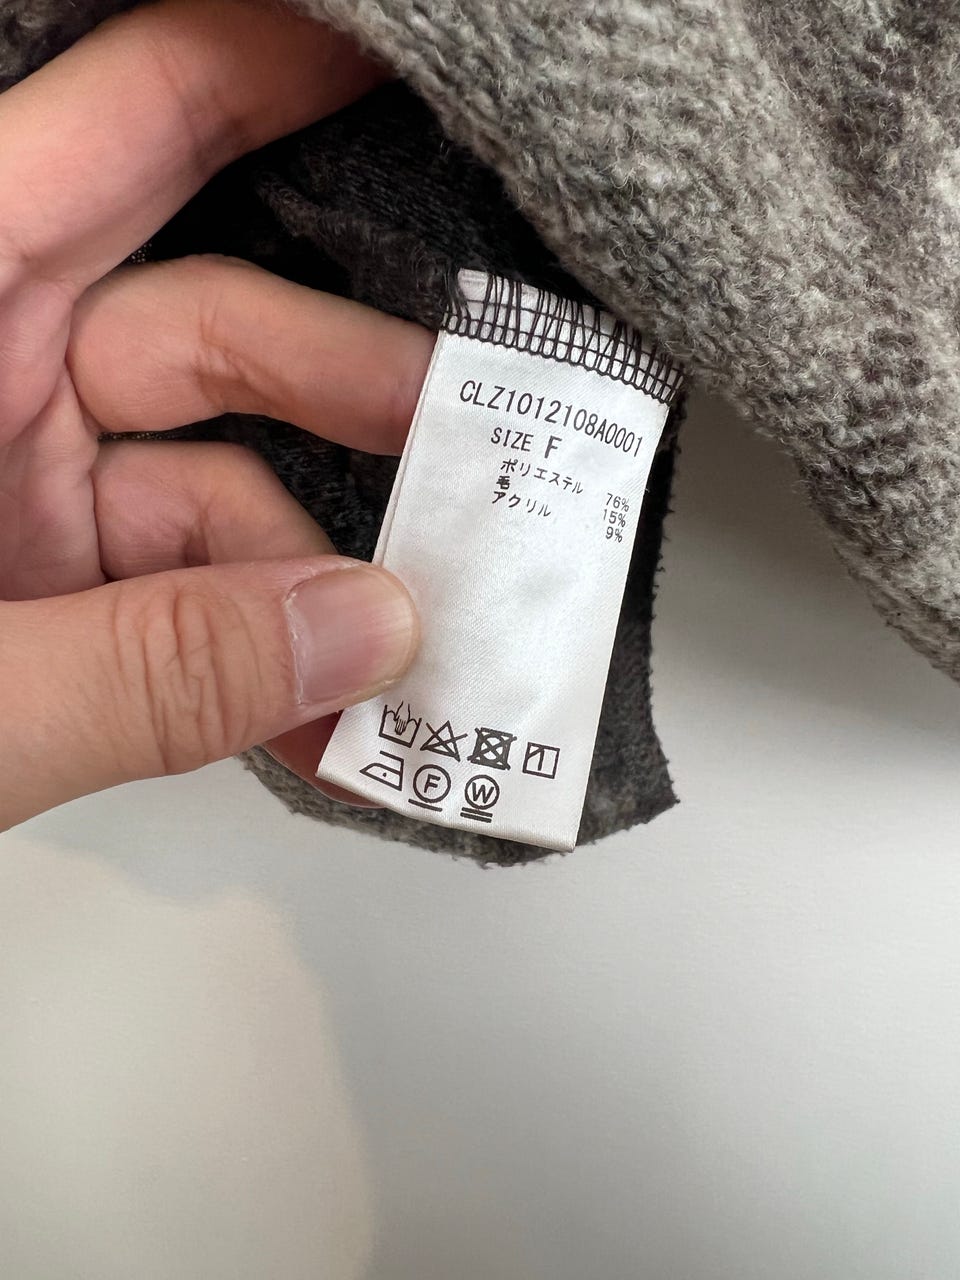 CLZ1012108A0001
SIZE F
ポリエステル 76%
毛 15%
アクリル 9%
F W